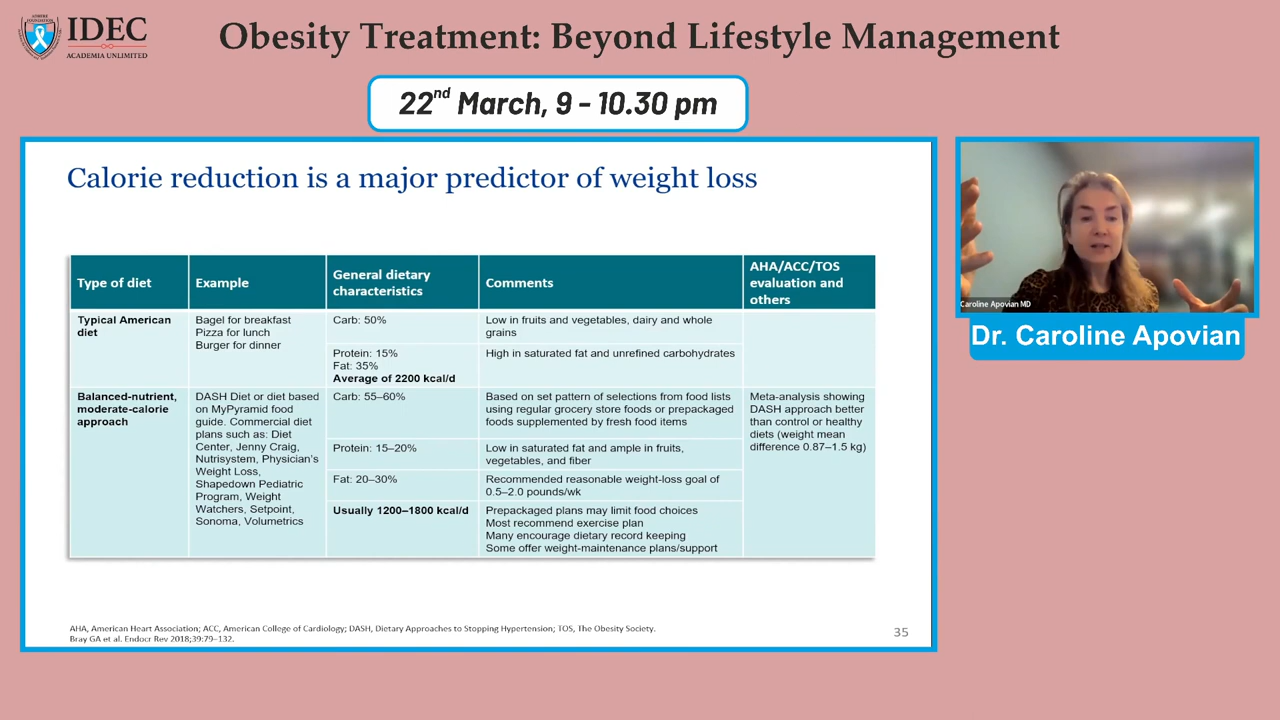 IDEC
ACADEMIA UNLIMITED
Obesity Treatment: Beyond Lifestyle Management
22nd March, 9 - 10.30 pm
Calorie reduction is a major predictor of weight loss
Type of diet
Example
General dietary
characteristics
Comments
AHA/ACC/TOS
evaluation and
others
Typical American
diet
Bagel for breakfast
Pizza for lunch
Burger for dinner
Carb: 50%
Low in fruits and vegetables, dairy and whole
grains
Protein: 15%
Fat: 35%
Average of 2200 kcal/d
High in saturated fat and unrefined carbohydrates
Balanced-nutrient,
moderate-calorie
approach
DASH Diet or diet based
on MyPyramid food
guide. Commercial diet
plans such as: Diet
Center, Jenny Craig,
Nutrisystem, Physician's
Weight Loss,
Shapedown Pediatric
Program, Weight
Watchers, Setpoint,
Sonoma, Volumetrics
Carb: 55–60%
Based on set pattern of selections from food lists
using regular grocery store foods or prepackaged
foods supplemented by fresh food items
Protein: 15–20%
Low in saturated fat and ample in fruits,
vegetables, and fiber
Fat: 20–30%
Recommended reasonable weight-loss goal of
0.5–2.0 pounds/wk
Usually 1200–1800 kcal/d
Prepackaged plans may limit food choices
Most recommend exercise plan
Many encourage dietary record keeping
Some offer weight-maintenance plans/support
Meta-analysis showing
DASH approach better
than control or healthy
diets (weight mean
difference 0.87–1.5 kg)
AHA, American Heart Association; ACC, American College of Cardiology; DASH, Dietary Approaches to Stopping Hypertension; TOS, The Obesity Society.
Bray GA et al. Endocr Rev 2018;39:79–132.
35
Caroline Apovian MD
Dr. Caroline Apovian